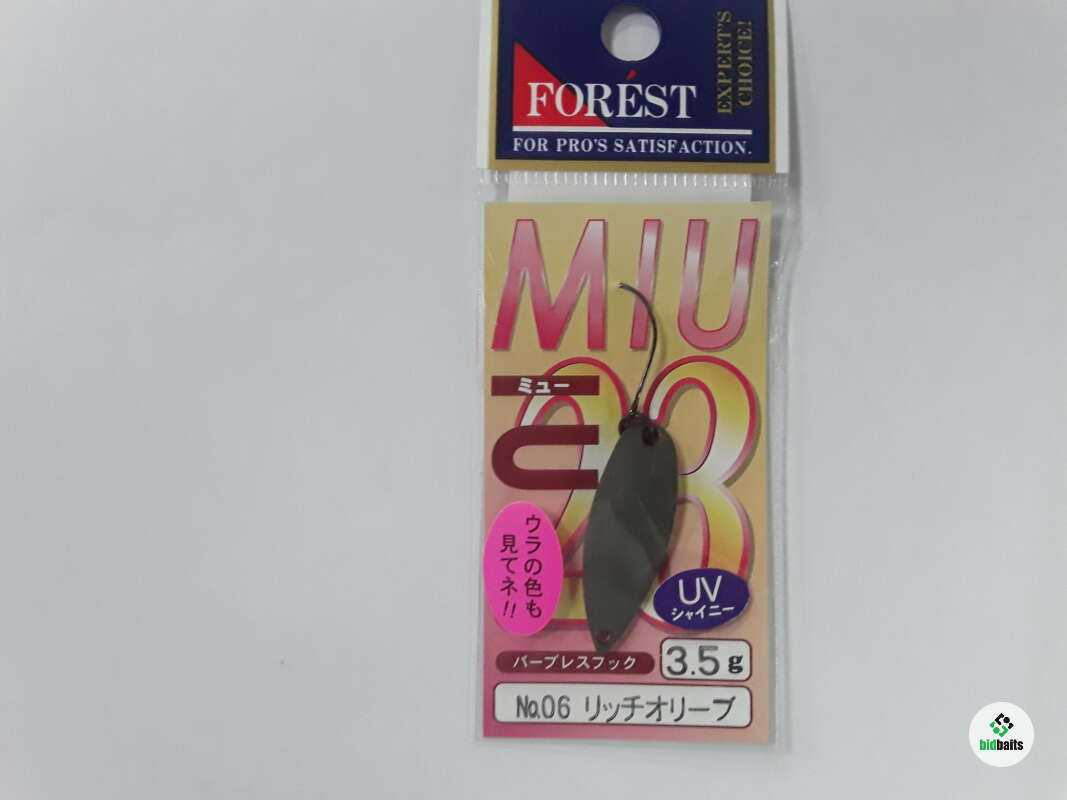 FORÉST
EXPERT'S
CHOICE!
FOR PRO'S SATISFACTION.
MIU
28
ミュー
ウラの色も
見てネ!!
UV
シャイニー
バーブレスフック
3.5g
No.06 リッチオリーブ
bidbaits